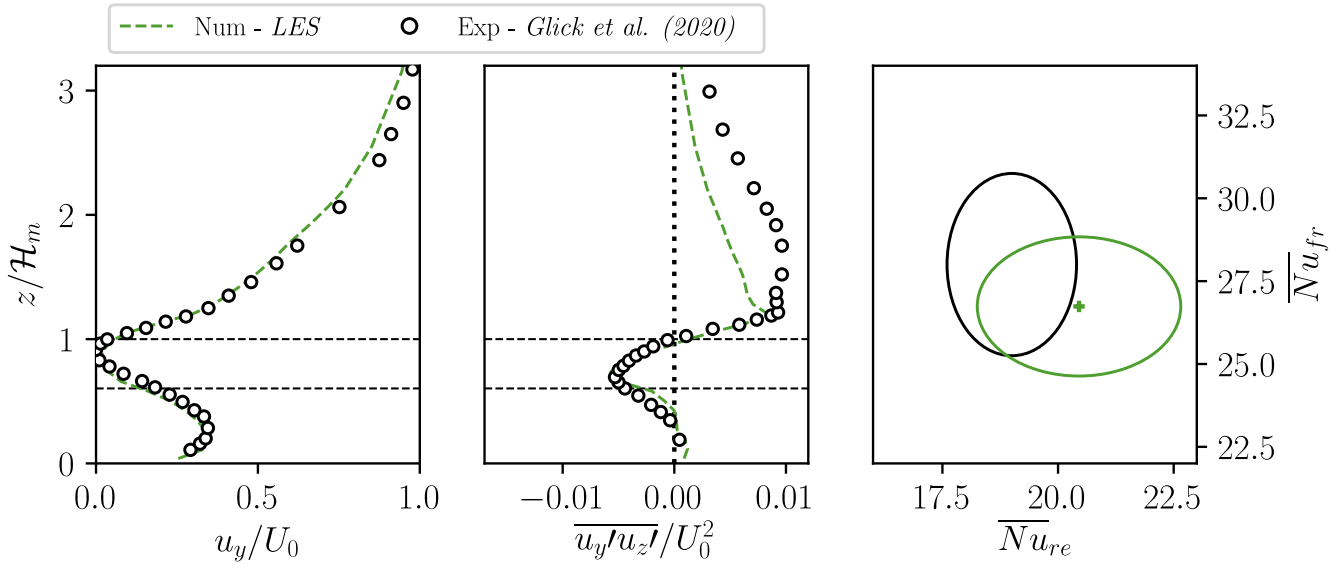 Num - LES Exp - Glick et al. (2020)
3
2
1
0
z/ℋₘ
0.0 0.5 1.0
u_y/U_0
−0.01 0.00 0.01
\overline{u_y′u_z′}/U_0^2
17.5 20.0 22.5
\overline{Nu}_{re}
32.5
30.0
27.5
25.0
22.5
\overline{Nu}_{fr}